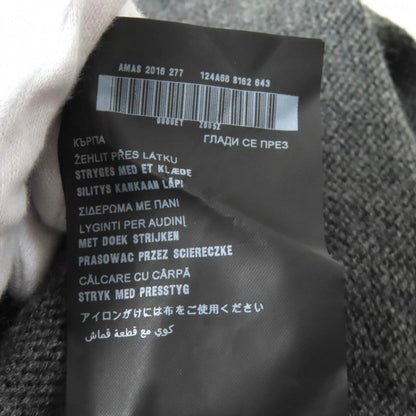 AMAS 2016 277 124A68 8162 643
КЪРПА ГЛАДИ СЕ ПРЕЗ
ŽEHLIT PŘES LÁTKU
STRYGES MED ET KLÆDE
SILITYS KANKAAN LÄPI
ΣΙΔΕΡΩΜΑ ΜΕ ΠΑΝΙ
LYGINTI PER AUDINĮ
MET DOEK STRIJKEN
PRASOWAĆ PRZEZ ŚCIERECZKE
CĂLCARE CU CÂRPĂ
STRYK MED PRESSTYG
アイロンがけには布をご使用ください
كوي مع قطعة قماش